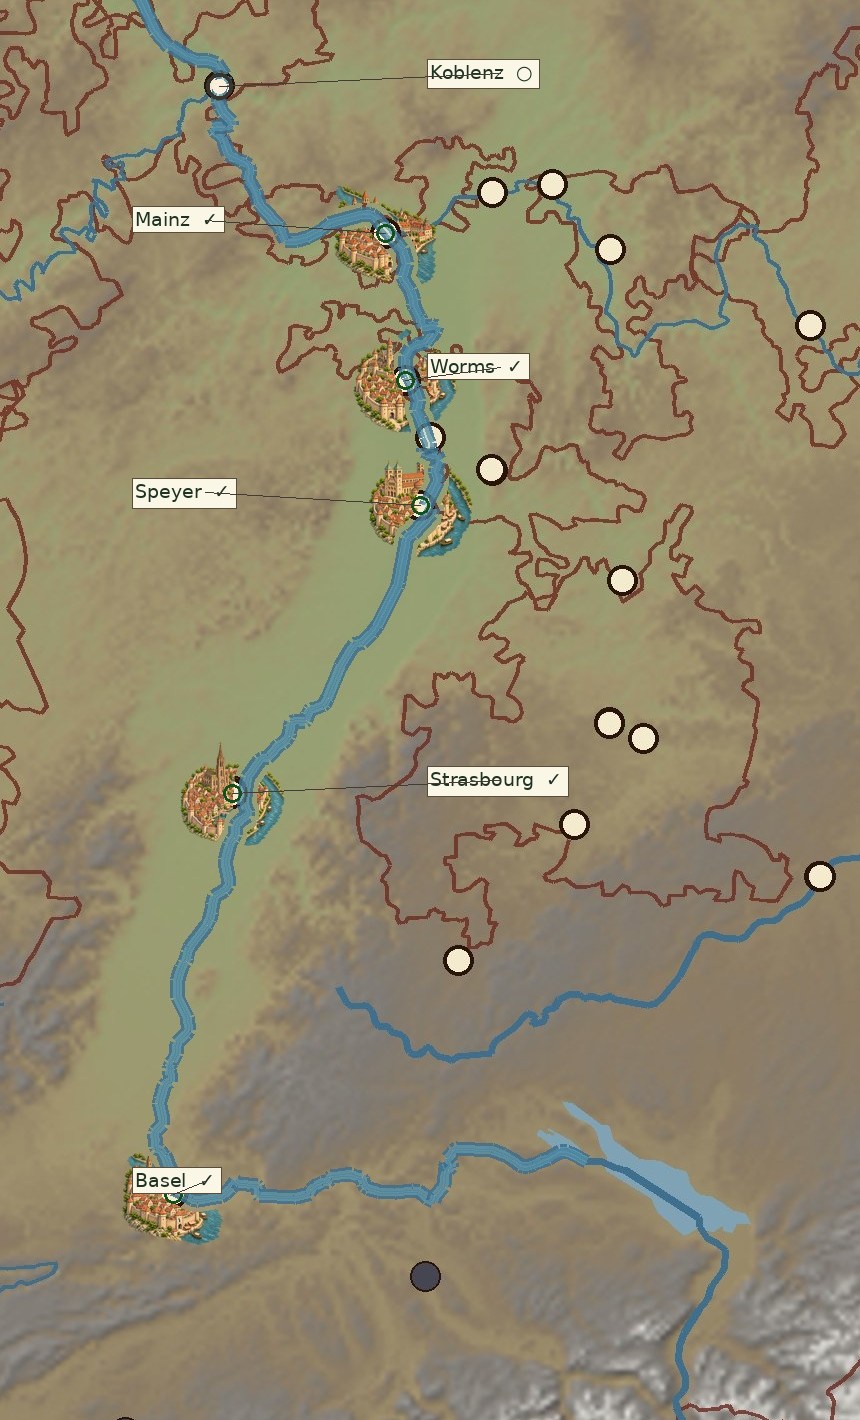 Koblenz ○
Mainz ✓
Worms ✓
Speyer ✓
Strasbourg ✓
Basel ✓